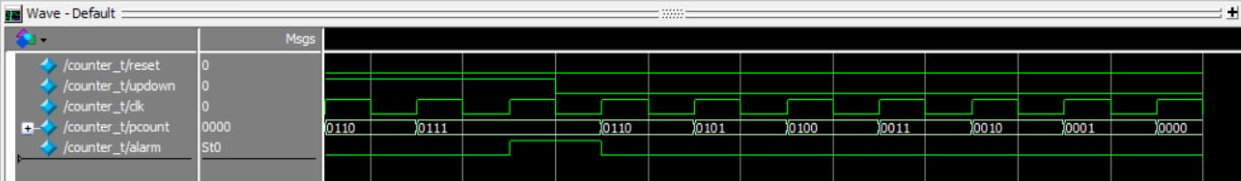 Wave - Default
Msgs
/counter_t/reset 0
/counter_t/updown 0
/counter_t/clk 0
/counter_t/pcount 0000 0110 0111 0110 0101 0100 0011 0010 0001 0000
/counter_t/alarm St0